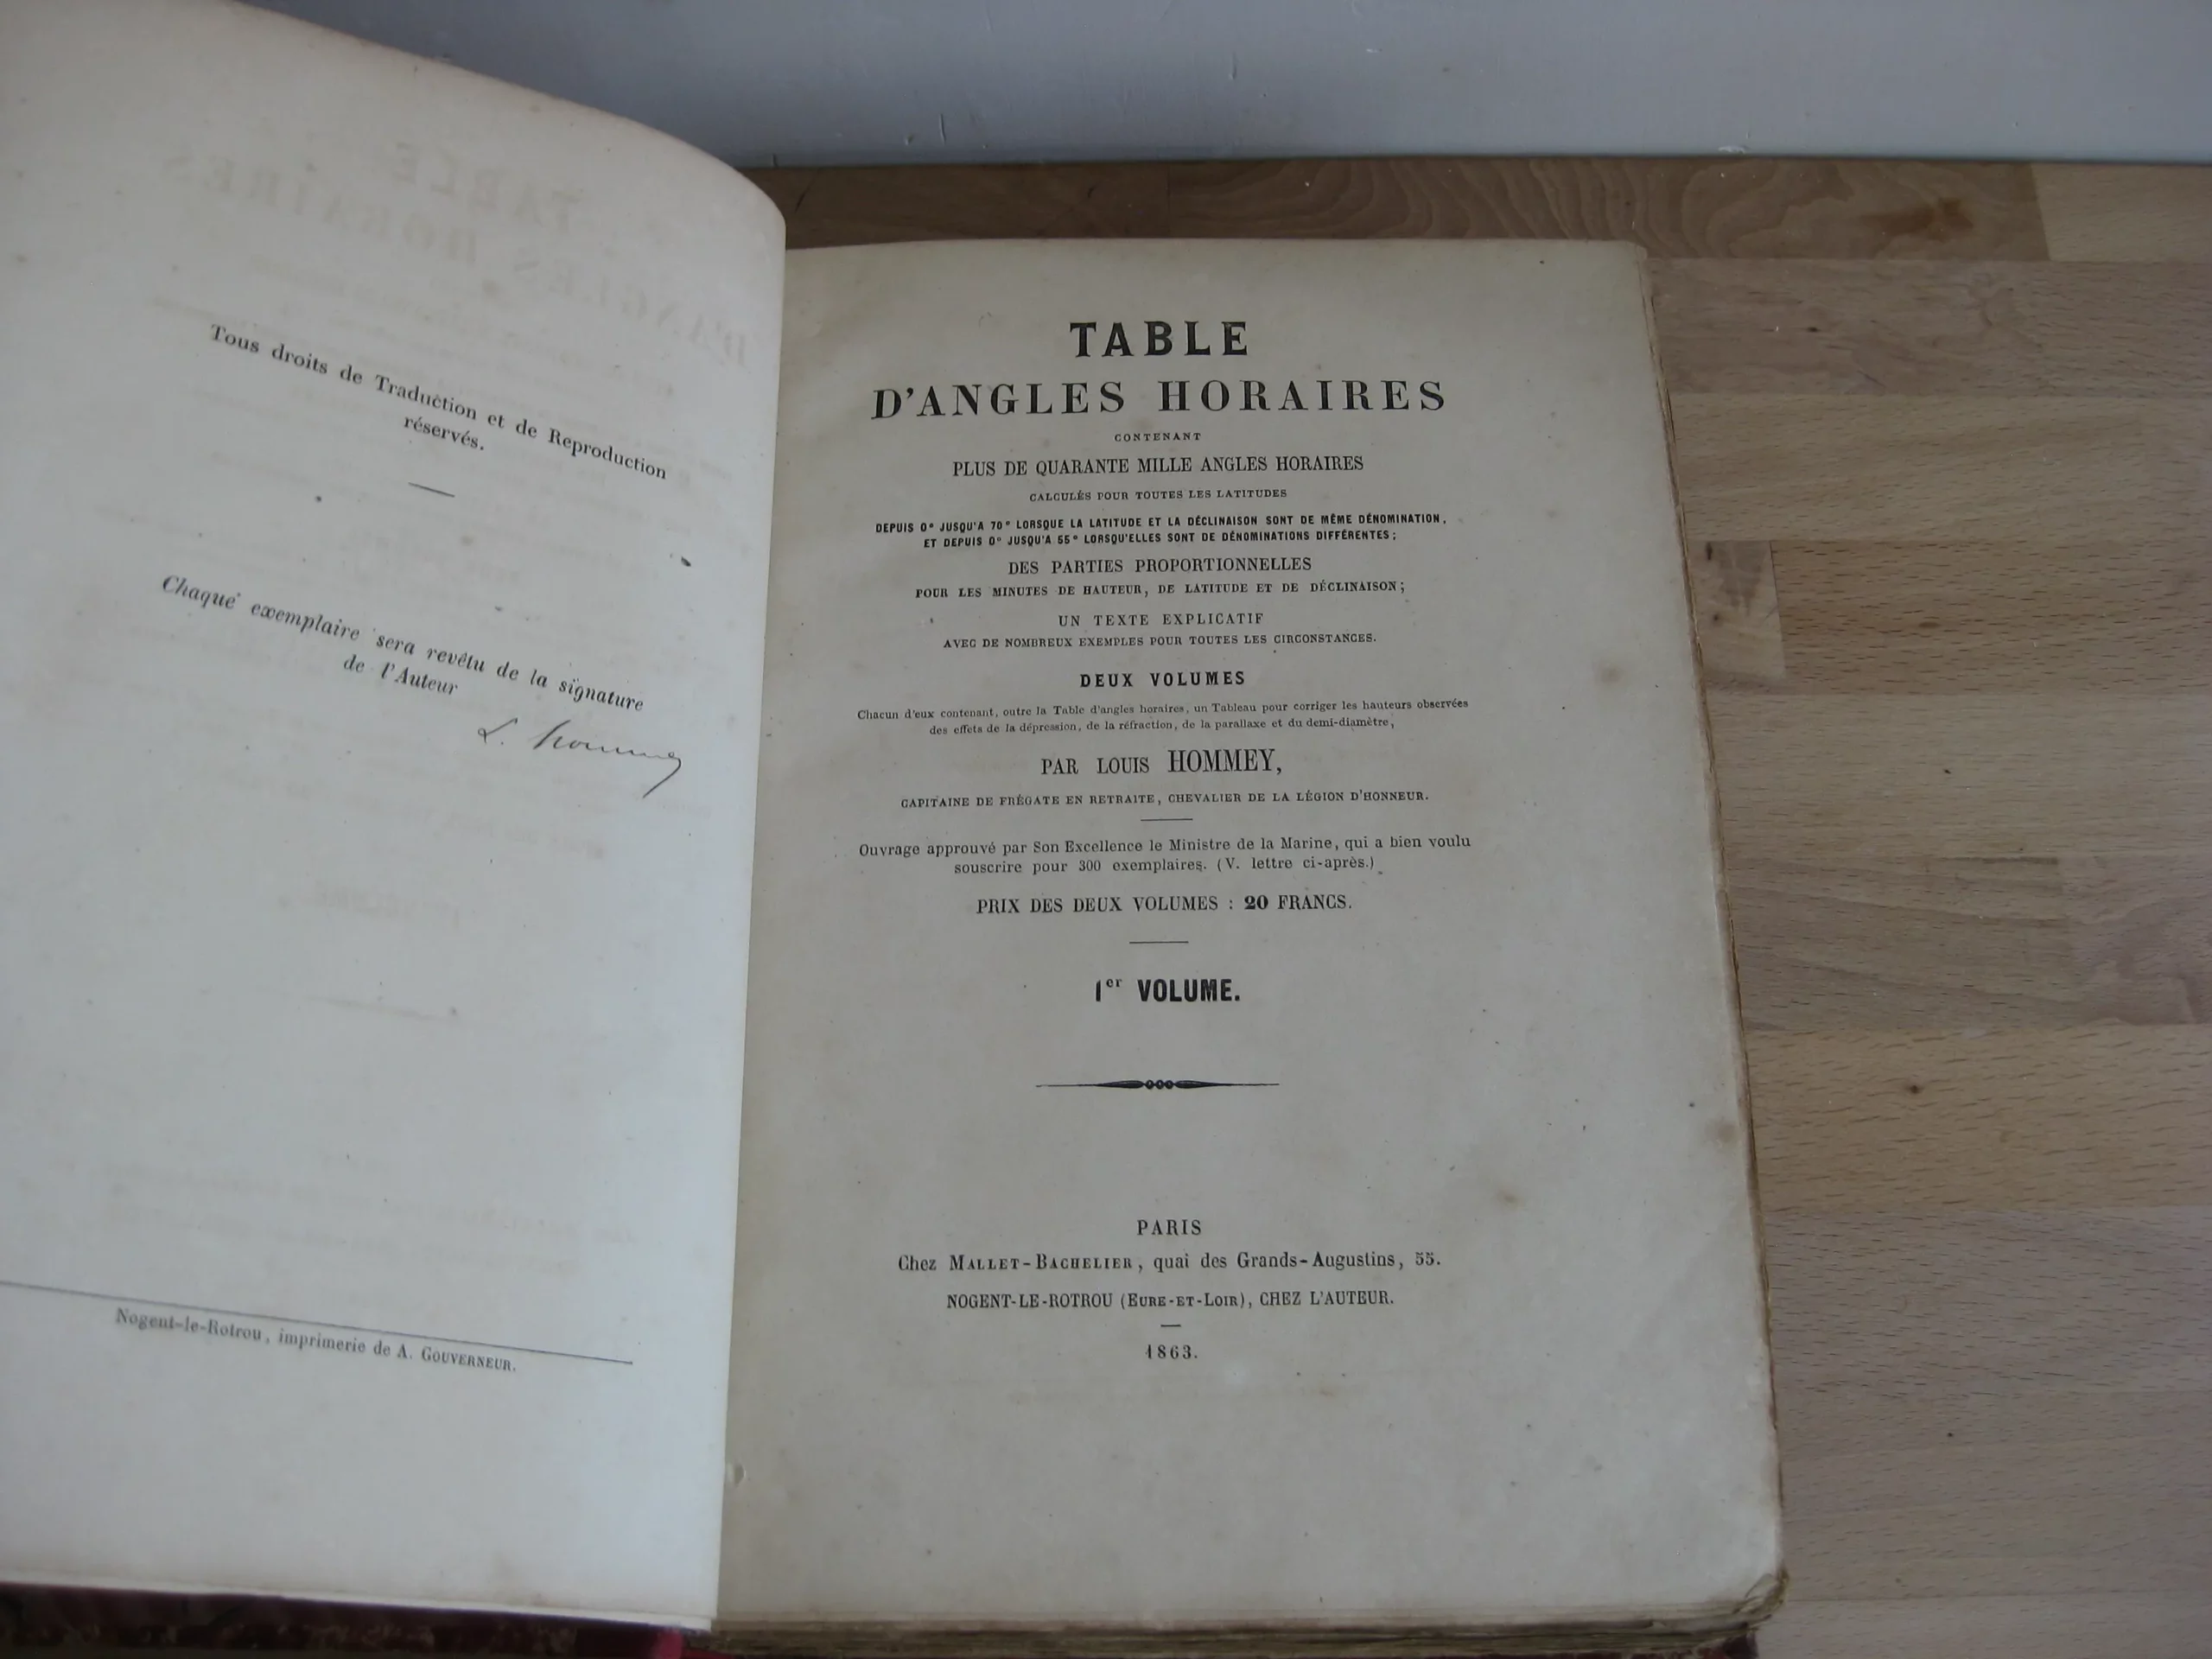 Tous droits de Traduction et de Reproduction
réservés.
Chaque exemplaire sera revêtu de la signature
de l'Auteur
L. Hommey
Nogent-le-Rotrou, imprimerie de A. GOUVERNEUR.
TABLE
D'ANGLES HORAIRES
CONTENANT
PLUS DE QUARANTE MILLE ANGLES HORAIRES
CALCULÉS POUR TOUTES LES LATITUDES
DEPUIS 0° JUSQU'A 70° LORSQUE LA LATITUDE ET LA DÉCLINAISON SONT DE MÊME DÉNOMINATION,
ET DEPUIS 0° JUSQU'A 55° LORSQU'ELLES SONT DE DÉNOMINATIONS DIFFÉRENTES;
DES PARTIES PROPORTIONNELLES
POUR LES MINUTES DE HAUTEUR, DE LATITUDE ET DE DÉCLINAISON;
UN TEXTE EXPLICATIF
AVEC DE NOMBREUX EXEMPLES POUR TOUTES LES CIRCONSTANCES.
DEUX VOLUMES
Chacun d'eux contenant, outre la Table d'angles horaires, un Tableau pour corriger les hauteurs observées
des effets de la dépression, de la réfraction, de la parallaxe et du demi-diamètre,
PAR LOUIS HOMMEY,
CAPITAINE DE FRÉGATE EN RETRAITE, CHEVALIER DE LA LÉGION D'HONNEUR.
Ouvrage approuvé par Son Excellence le Ministre de la Marine, qui a bien voulu
souscrire pour 300 exemplaires. (V. lettre ci-après.)
PRIX DES DEUX VOLUMES : 20 FRANCS.
1er VOLUME.
PARIS
Chez MALLET-BACHELIER, quai des Grands-Augustins, 55.
NOGENT-LE-ROTROU (EURE-ET-LOIR), CHEZ L'AUTEUR.
1863.